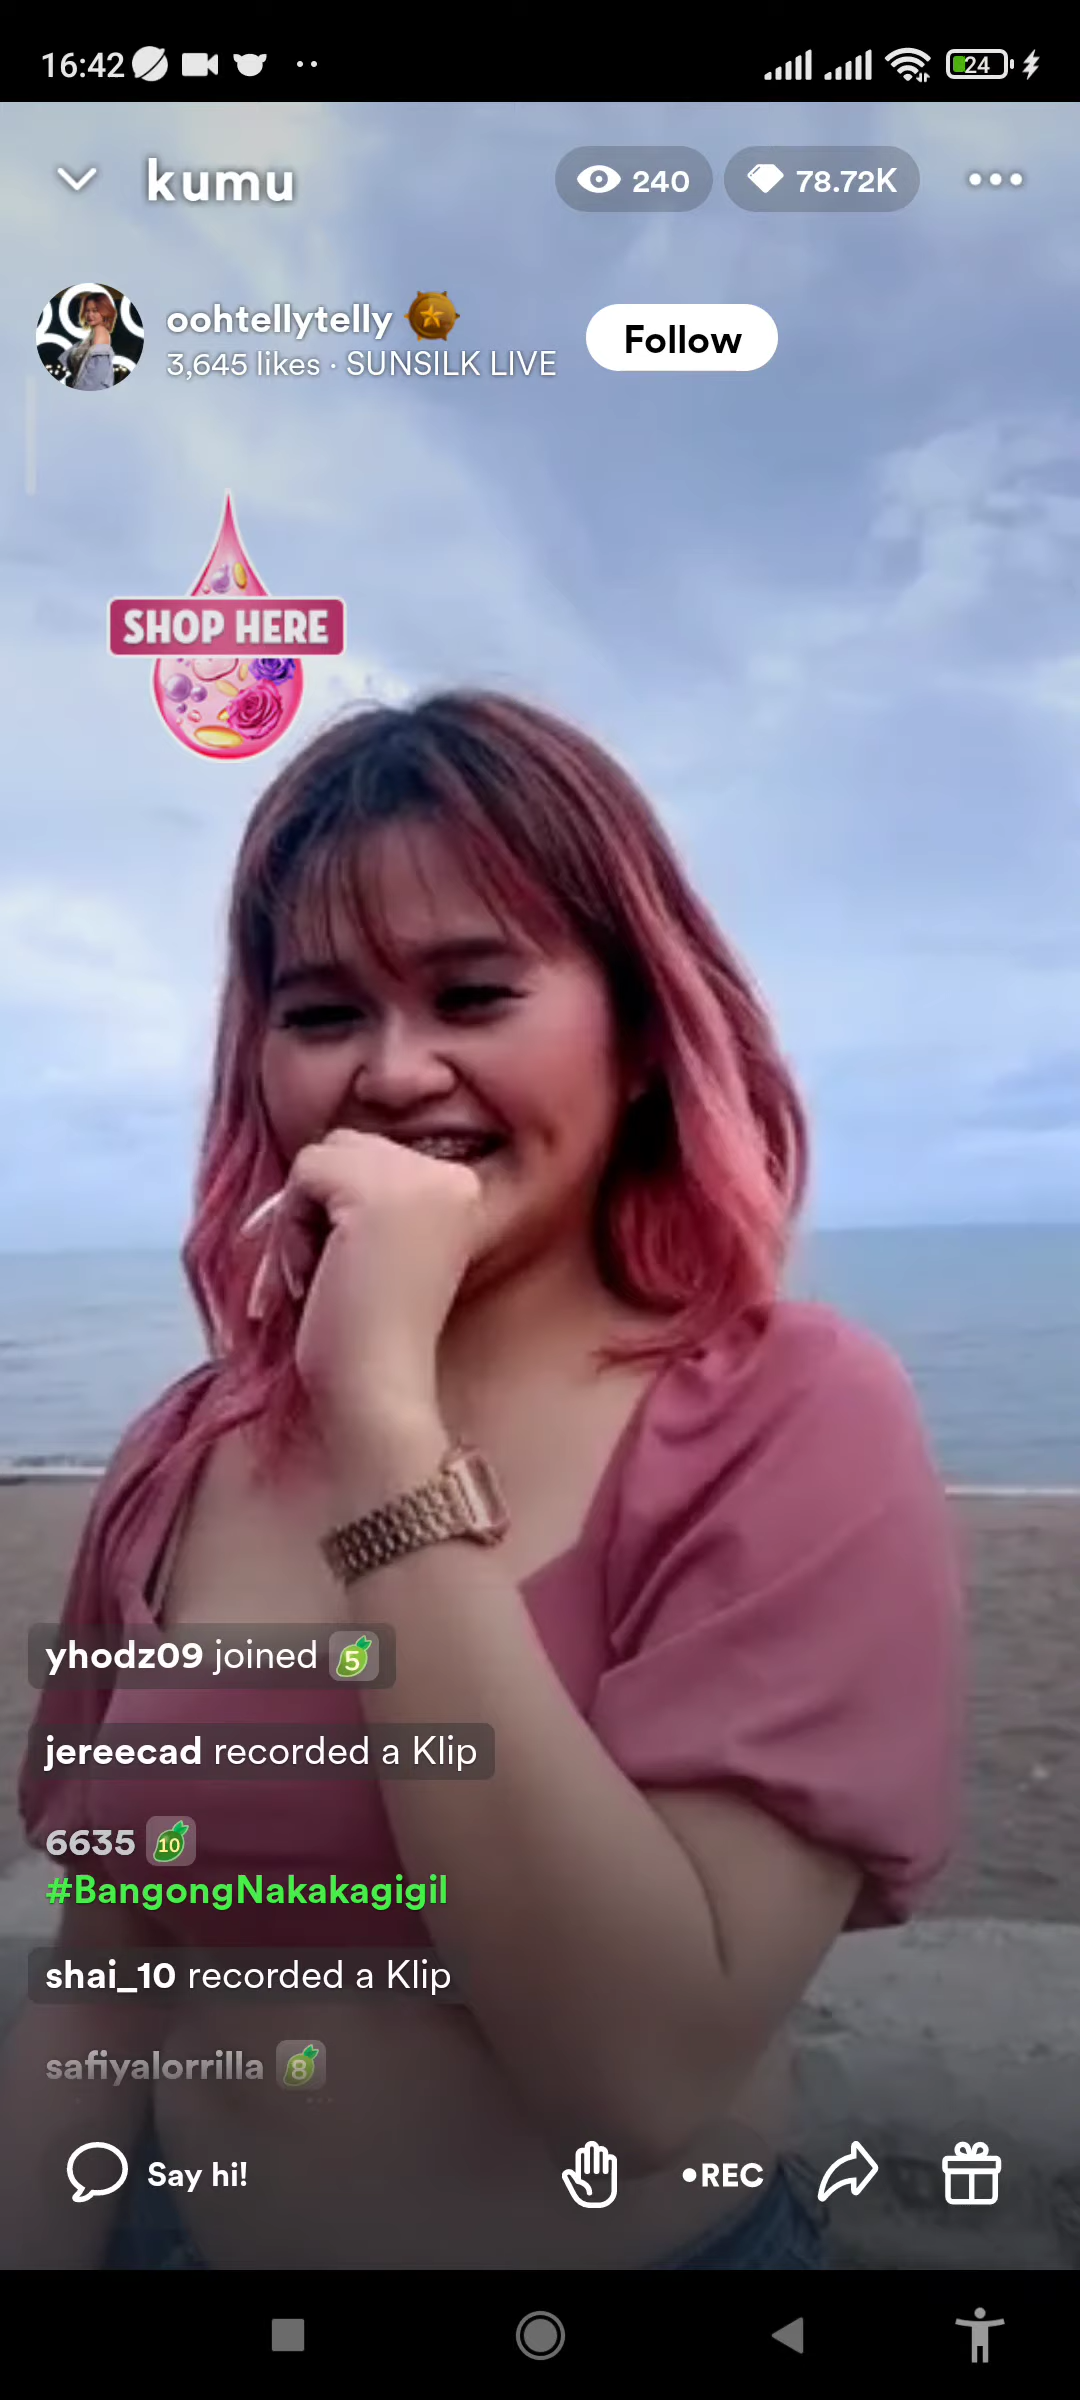 16:42
24
kumu
240
78.72K
oohtellytelly
3,645 likes · SUNSILK LIVE
Follow
SHOP HERE
yhodz09 joined 5
jereecad recorded a Klip
6635 10
#BangongNakakagigil
shai_10 recorded a Klip
safiyalorrilla 8
Say hi!
•REC